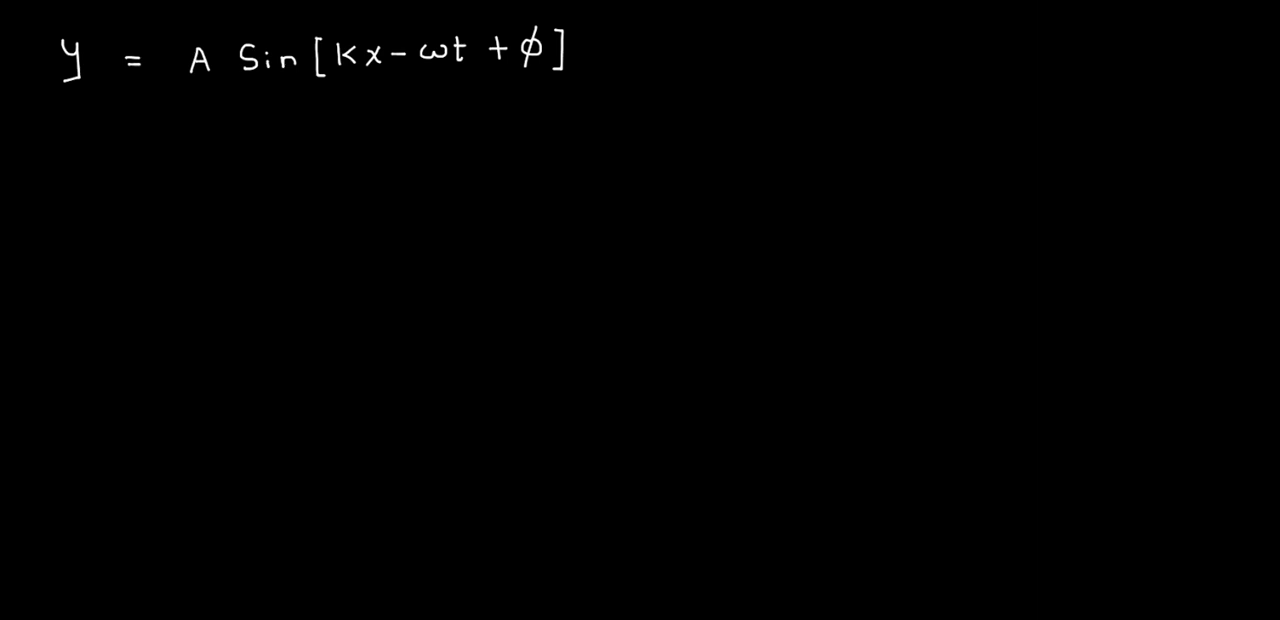 y = A Sin [kx - ωt + ϕ]